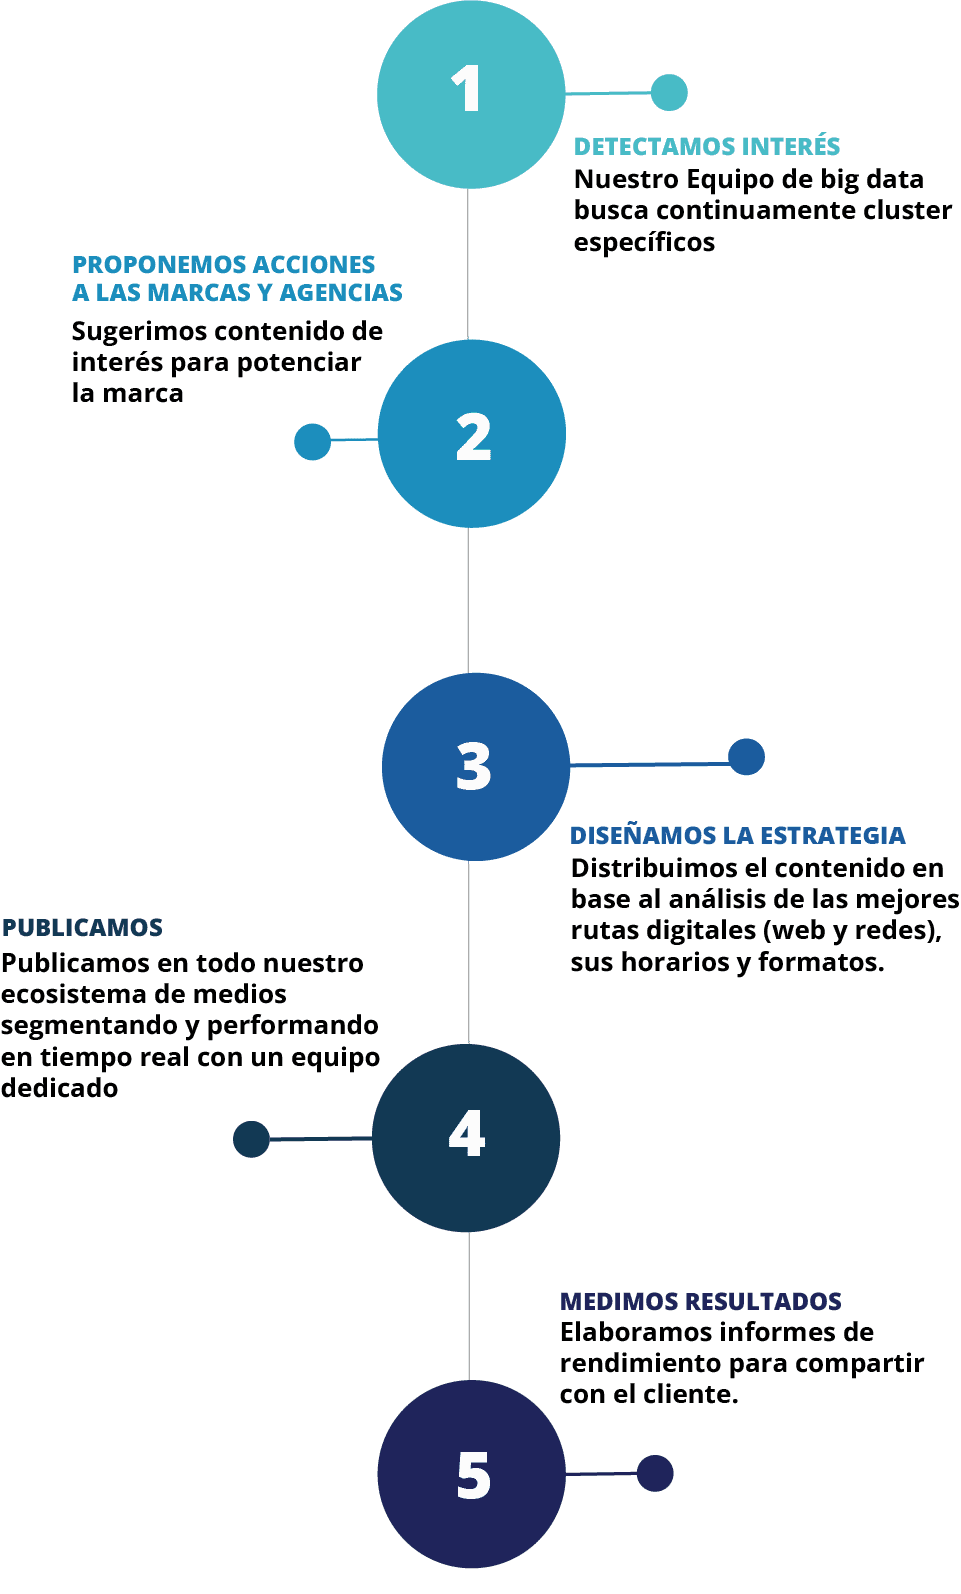 1
DETECTAMOS INTERÉS
Nuestro Equipo de big data
busca continuamente cluster
específicos
PROPONEMOS ACCIONES
A LAS MARCAS Y AGENCIAS
Sugerimos contenido de
interés para potenciar
la marca
2
3
DISEÑAMOS LA ESTRATEGIA
Distribuimos el contenido en
base al análisis de las mejores
rutas digitales (web y redes),
sus horarios y formatos.
PUBLICAMOS
Publicamos en todo nuestro
ecosistema de medios
segmentando y performando
en tiempo real con un equipo
dedicado
4
MEDIMOS RESULTADOS
Elaboramos informes de
rendimiento para compartir
con el cliente.
5